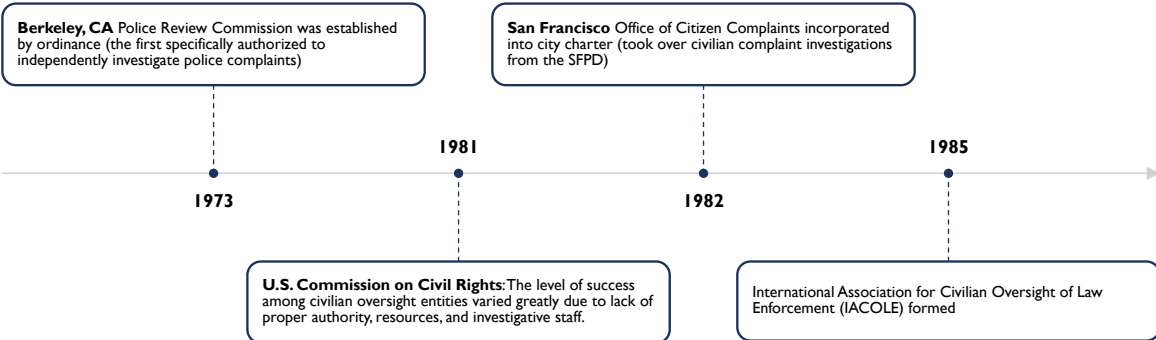 Berkeley, CA Police Review Commission was established
by ordinance (the first specifically authorized to
independently investigate police complaints)
San Francisco Office of Citizen Complaints incorporated
into city charter (took over civilian complaint investigations
from the SFPD)
1981
1985
1973
1982
U.S. Commission on Civil Rights: The level of success
among civilian oversight entities varied greatly due to lack of
proper authority, resources, and investigative staff.
International Association for Civilian Oversight of Law
Enforcement (IACOLE) formed